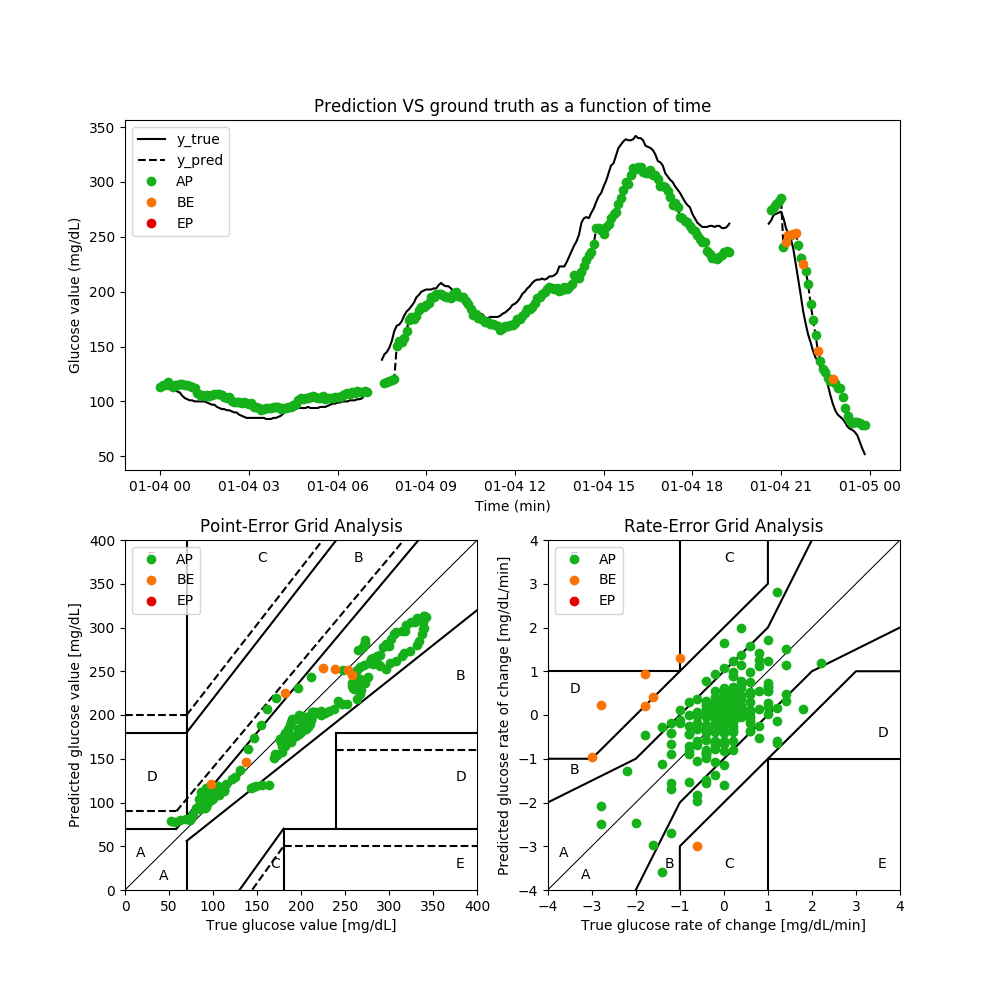 Prediction VS ground truth as a function of time
Glucose value (mg/dL)
350
300
250
200
150
100
50
y_true
y_pred
AP
BE
EP
01-04 00 01-04 03 01-04 06 01-04 09 01-04 12 01-04 15 01-04 18 01-04 21 01-05 00
Time (min)
Point-Error Grid Analysis
Predicted glucose value [mg/dL]
400
350
300
250
200
150
100
50
0
AP
BE
EP
C
B
B
D
D
A
A
C
E
0 50 100 150 200 250 300 350 400
True glucose value [mg/dL]
Rate-Error Grid Analysis
Predicted glucose rate of change [mg/dL/min]
4
3
2
1
0
−1
−2
−3
−4
AP
BE
EP
C
D
D
B
A
A
B
C
E
−4 −3 −2 −1 0 1 2 3 4
True glucose rate of change [mg/dL/min]